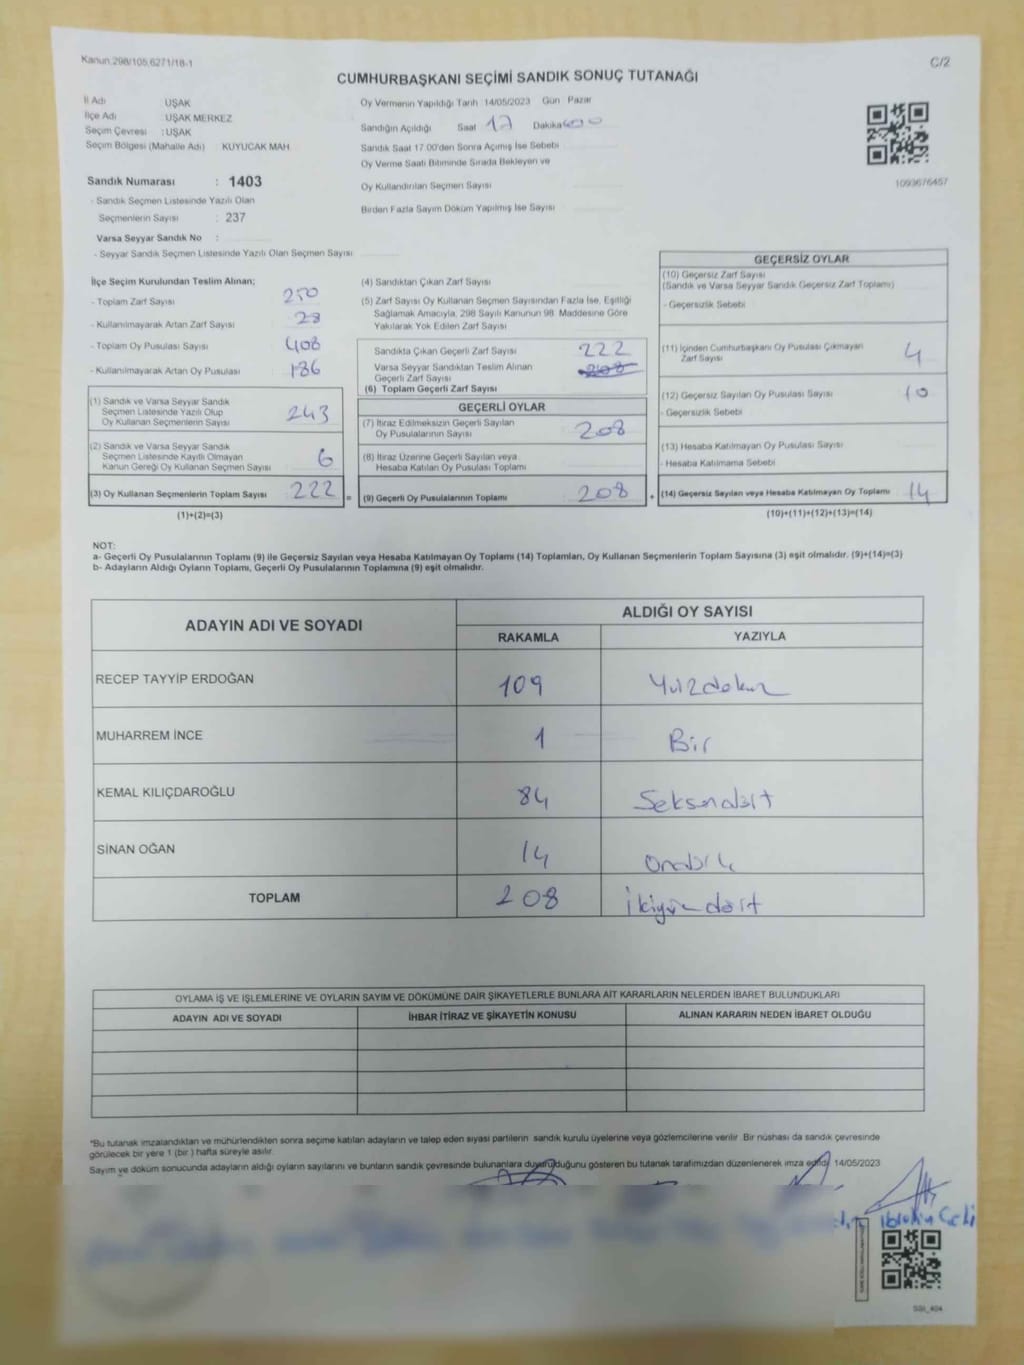 Kanun.298/105,6271/18-1
C/2
CUMHURBAŞKANI SEÇİMİ SANDIK SONUÇ TUTANAĞI
İl Adı UŞAK
İlçe Adı UŞAK MERKEZ
Seçim Çevresi : UŞAK
Seçim Bölgesi (Mahalle Adı) KUYUCAK MAH
Sandık Numarası : 1403
- Sandık Seçmen Listesinde Yazılı Olan
Seçmenlerin Sayısı : 237
Varsa Seyyar Sandık No :
- Seyyar Sandık Seçmen Listesinde Yazılı Olan Seçmen Sayısı
Oy Vermenin Yapıldığı Tarih 14/05/2023 Gün Pazar
Sandığın Açıldığı Saat 17 Dakika
Sandık Saat 17.00'den Sonra Açımış İse Sebebi
Oy Verme Saati Bitiminde Sırada Bekleyen ve
Oy Kullandırılan Seçmen Sayısı
Birden Fazla Sayım Döküm Yapılmış İse Sayısı
1093676457
İlçe Seçim Kurulundan Teslim Alınan;
- Toplam Zarf Sayısı 250
- Kullanılmayarak Artan Zarf Sayısı 28
- Toplam Oy Pusulası Sayısı 408
- Kullanılmayarak Artan Oy Pusulası 186
(1) Sandık ve Varsa Seyyar Sandık
Seçmen Listesinde Yazılı Olup
Oy Kullanan Seçmenlerin Sayısı 243
(2) Sandık ve Varsa Seyyar Sandık
Seçmen Listesinde Kayıtlı Olmayan
Kanun Gereği Oy Kullanan Seçmen Sayısı 6
(3) Oy Kullanan Seçmenlerin Toplam Sayısı 222 =
(1)+(2)=(3)
(4) Sandıktan Çıkan Zarf Sayısı
(5) Zarf Sayısı Oy Kullanan Seçmen Sayısından Fazla İse, Eşitliği
Sağlamak Amacıyla, 298 Sayılı Kanunun 98. Maddesine Göre
Yakılarak Yok Edilen Zarf Sayısı
Sandıkta Çıkan Geçerli Zarf Sayısı 222
Varsa Seyyar Sandıktan Teslim Alınan
Geçerli Zarf Sayısı 208
(6) Toplam Geçerli Zarf Sayısı
GEÇERLİ OYLAR
(7) İtiraz Edilmeksizin Geçerli Sayılan
Oy Pusulalarının Sayısı 208
(8) İtiraz Üzerine Geçerli Sayılan veya
Hesaba Katılan Oy Pusulası Toplamı
(9) Geçerli Oy Pusulalarının Toplamı 208 +
GEÇERSİZ OYLAR
(10) Geçersiz Zarf Sayısı
(Sandık ve Varsa Seyyar Sandık Geçersiz Zarf Toplamı)
- Geçersizlik Sebebi
(11) İçinden Cumhurbaşkanı Oy Pusulası Çıkmayan
Zarf Sayısı 4
(12) Geçersiz Sayılan Oy Pusulası Sayısı 10
- Geçersizlik Sebebi
(13) Hesaba Katılmayan Oy Pusulası Sayısı
- Hesaba Katılmama Sebebi
(14) Geçersiz Sayılan veya Hesaba Katılmayan Oy Toplamı 14
(10)+(11)+(12)+(13)=(14)
NOT:
a- Geçerli Oy Pusulalarının Toplamı (9) ile Geçersiz Sayılan veya Hesaba Katılmayan Oy Toplamı (14) Toplamları, Oy Kullanan Seçmenlerin Toplam Sayısına (3) eşit olmalıdır. (9)+(14)=(3)
b- Adayların Aldığı Oyların Toplamı, Geçerli Oy Pusulalarının Toplamına (9) eşit olmalıdır.
ADAYIN ADI VE SOYADI ALDIĞI OY SAYISI
RAKAMLA YAZIYLA
RECEP TAYYİP ERDOĞAN 109 Yüzdokuz
MUHARREM İNCE 1 Bir
KEMAL KILIÇDAROĞLU 84 Seksendört
SİNAN OĞAN 14 Ondört
TOPLAM 208 İkiyüzdört
OYLAMA İŞ VE İŞLEMLERİNE VE OYLARIN SAYIM VE DÖKÜMÜNE DAİR ŞİKAYETLERLE BUNLARA AİT KARARLARIN NELERDEN İBARET BULUNDUKLARI
ADAYIN ADI VE SOYADI İHBAR İTİRAZ VE ŞİKAYETİN KONUSU ALINAN KARARIN NEDEN İBARET OLDUĞU
*Bu tutanak imzalandıktan ve mühürlendikten sonra seçime katılan adayların ve talep eden siyasi partilerin sandık kurulu üyelerine veya gözlemcilerine verilir. Bir nüshası da sandık çevresinde
görülecek bir yere 1 (bir ) hafta süreyle asılır.
Sayım ve döküm sonucunda adayların aldığı oyların sayılarını ve bunların sandık çevresinde bulunanlara duyurulduğunu gösteren bu tutanak tarafımızdan düzenlenerek imza edildi. 14/05/2023